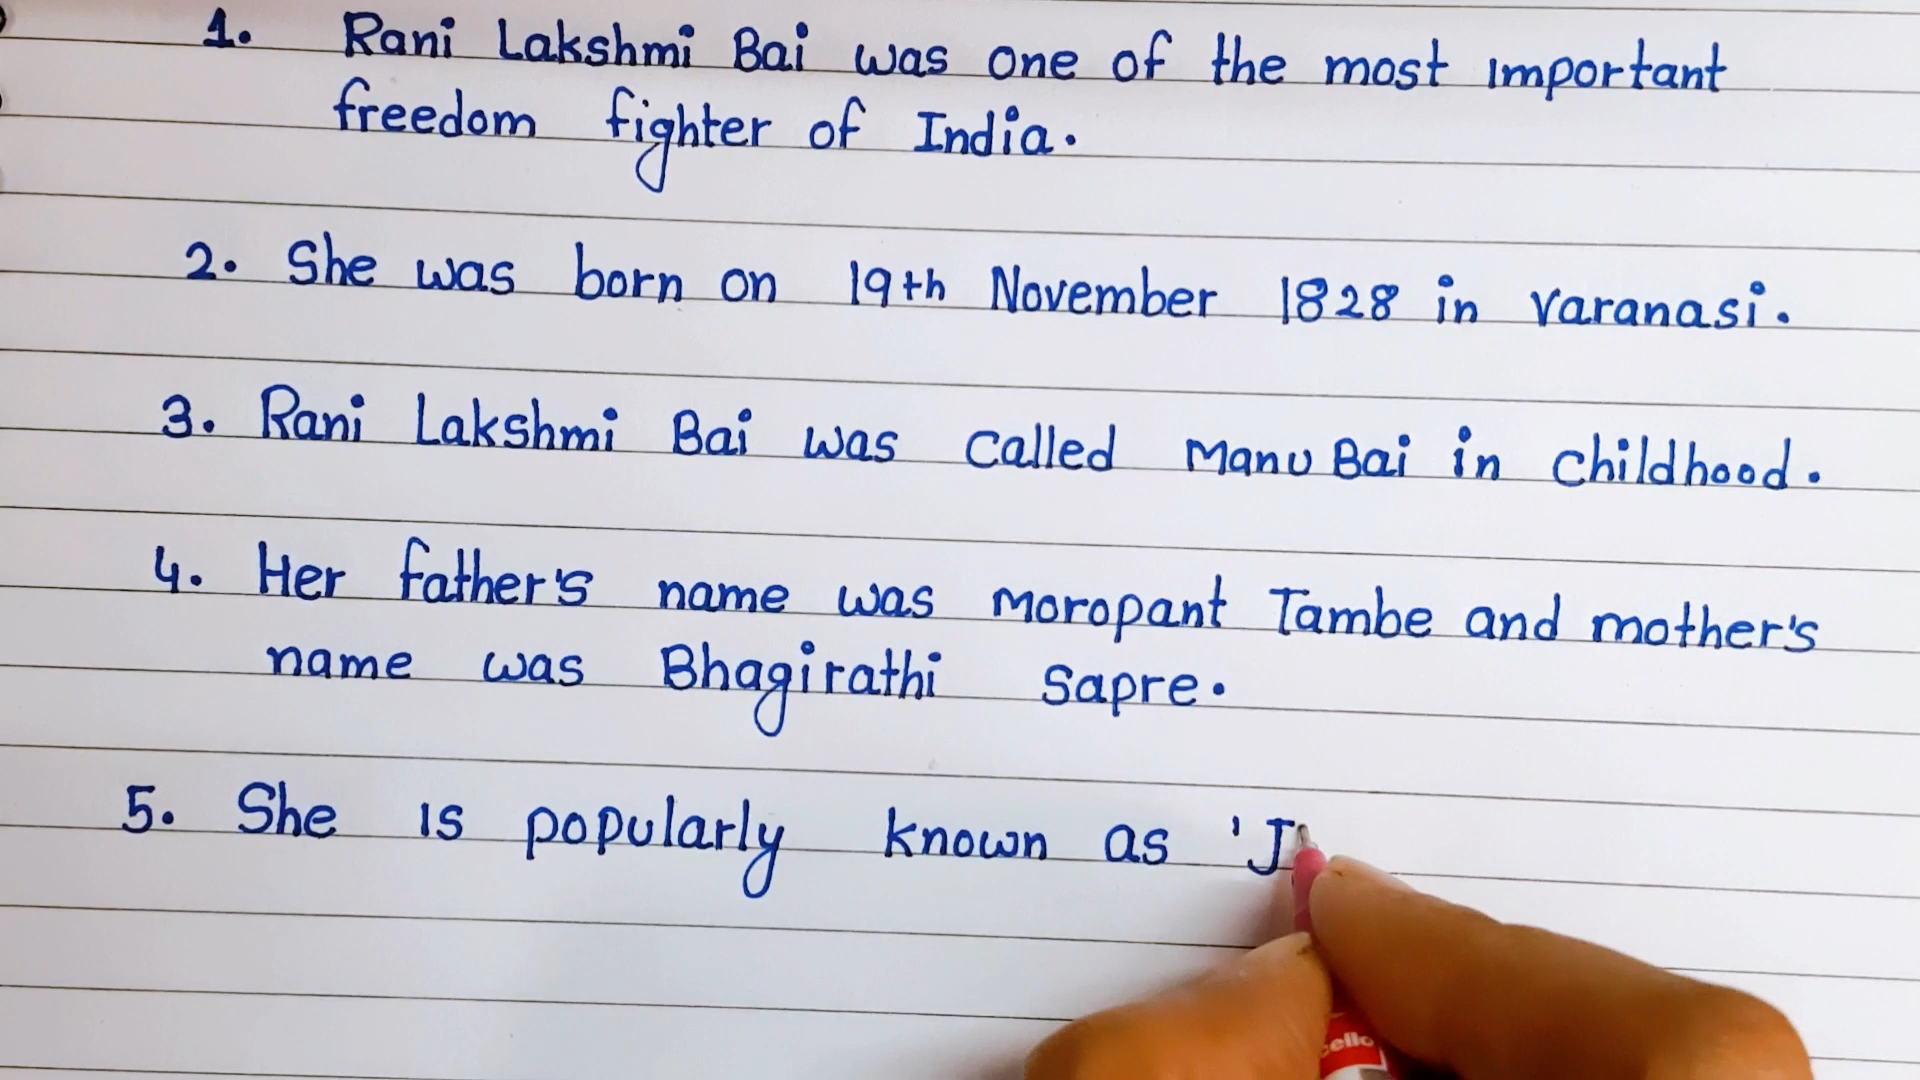 1. Rani Lakshmi Bai was one of the most important
freedom fighter of India.
2. She was born on 19th November 1828 in varanasi.
3. Rani Lakshmi Bai was called Manu Bai in childhood.
4. Her father's name was moropant Tambe and mother's
name was Bhagirathi sapre.
5. She is popularly known as 'J
cello